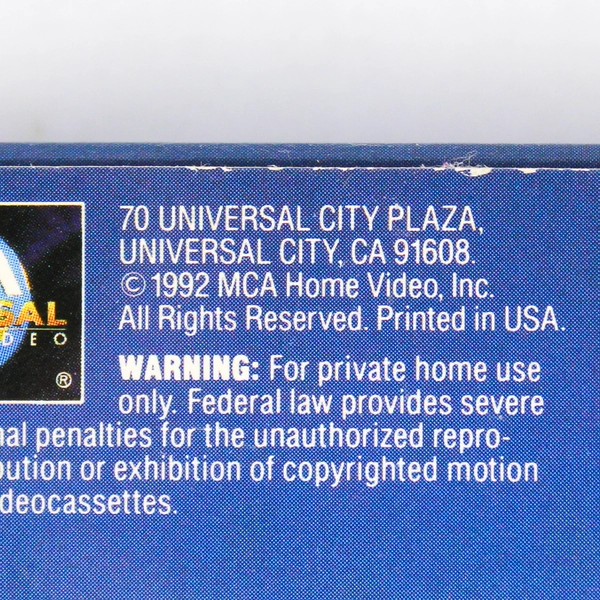 70 UNIVERSAL CITY PLAZA,
UNIVERSAL CITY, CA 91608.
© 1992 MCA Home Video, Inc.
All Rights Reserved. Printed in USA.
SAL
DEO
®
WARNING: For private home use
only. Federal law provides severe
nal penalties for the unauthorized repro-
bution or exhibition of copyrighted motion
deocassettes.